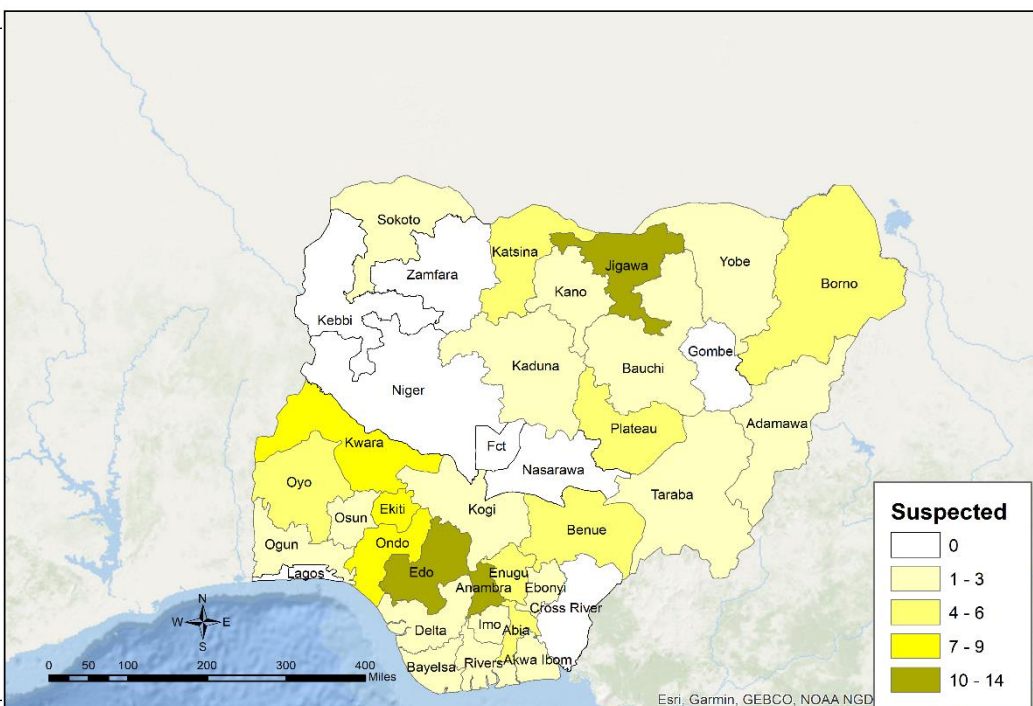 Sokoto
Katsina
Jigawa
Yobe
Borno
Zamfara
Kano
Kebbi
Gombe
Kaduna
Bauchi
Niger
Adamawa
Plateau
Kwara
Fct
Nasarawa
Taraba
Oyo
Ekiti
Kogi
Osun
Benue
Ondo
Ogun
Edo
Enugu
Lagos
Anambra
Ebonyi
Cross River
Imo
Delta
Abia
Bayelsa
Rivers
Akwa Ibom
N
W E
S
0 50 100 200 300 400
Miles
Suspected
0
1 - 3
4 - 6
7 - 9
10 - 14
Esri, Garmin, GEBCO, NOAA NGD